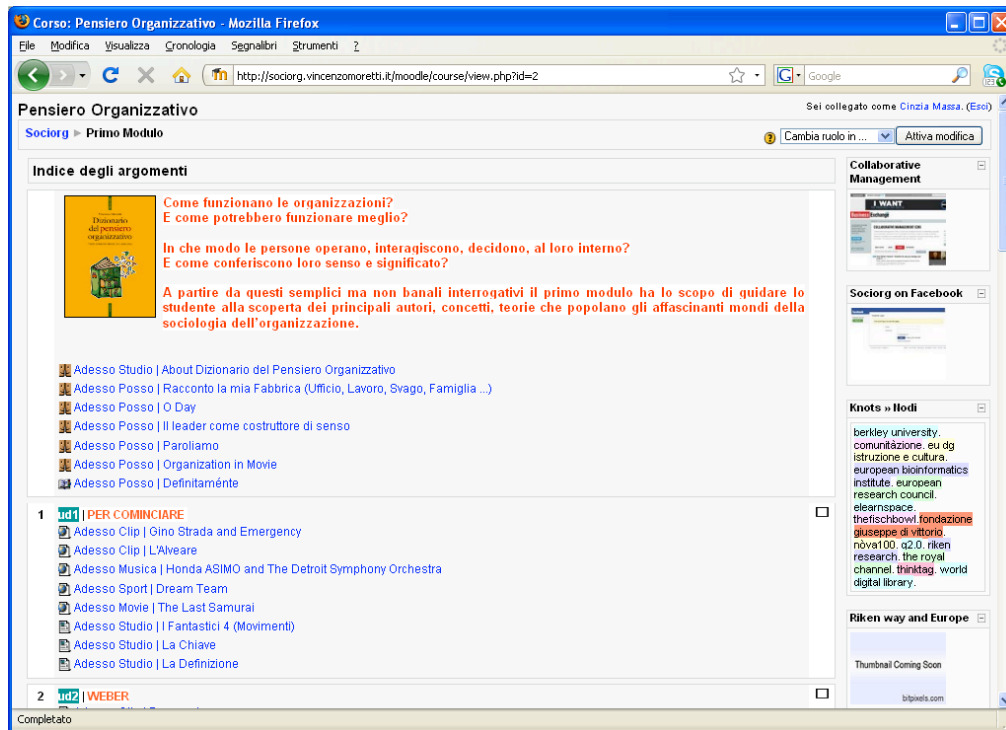 Corso: Pensiero Organizzativo - Mozilla Firefox
File Modifica Visualizza Cronologia Segnalibri Strumenti ?
http://sociorg.vincenzomoretti.it/moodle/course/view.php?id=2
Google
Pensiero Organizzativo
Sei collegato come Cinzia Massa. (Esci)
Sociorg ► Primo Modulo
Cambia ruolo in ...
Attiva modifica
Indice degli argomenti
Dizionario
del pensiero
organizzativo
Come funzionano le organizzazioni?
E come potrebbero funzionare meglio?
In che modo le persone operano, interagiscono, decidono, al loro interno?
E come conferiscono loro senso e significato?
A partire da questi semplici ma non banali interrogativi il primo modulo ha lo scopo di guidare lo
studente alla scoperta dei principali autori, concetti, teorie che popolano gli affascinanti mondi della
sociologia dell'organizzazione.
Adesso Studio | About Dizionario del Pensiero Organizzativo
Adesso Posso | Racconto la mia Fabbrica (Ufficio, Lavoro, Svago, Famiglia ...)
Adesso Posso | O Day
Adesso Posso | Il leader come costruttore di senso
Adesso Posso | Paroliamo
Adesso Posso | Organization in Movie
Adesso Posso | Definitaménte
1 ud1 | PER COMINCIARE
Adesso Clip | Gino Strada and Emergency
Adesso Clip | L'Alveare
Adesso Musica | Honda ASIMO and The Detroit Symphony Orchestra
Adesso Sport | Dream Team
Adesso Movie | The Last Samurai
Adesso Studio | I Fantastici 4 (Movimenti)
Adesso Studio | La Chiave
Adesso Studio | La Definizione
2 ud2 | WEBER
Collaborative
Management
I WANT
Sociorg on Facebook
Knots » Nodi
berkley university.
comunitàzione. eu dg
istruzione e cultura.
european bioinformatics
institute. european
research council.
elearnspace.
thefischbowl.fondazione
giuseppe di vittorio.
nòva100. q2.0. riken
research. the royal
channel. thinktag. world
digital library.
Riken way and Europe
Thumbnail Coming Soon
bitpixels.com
Completato